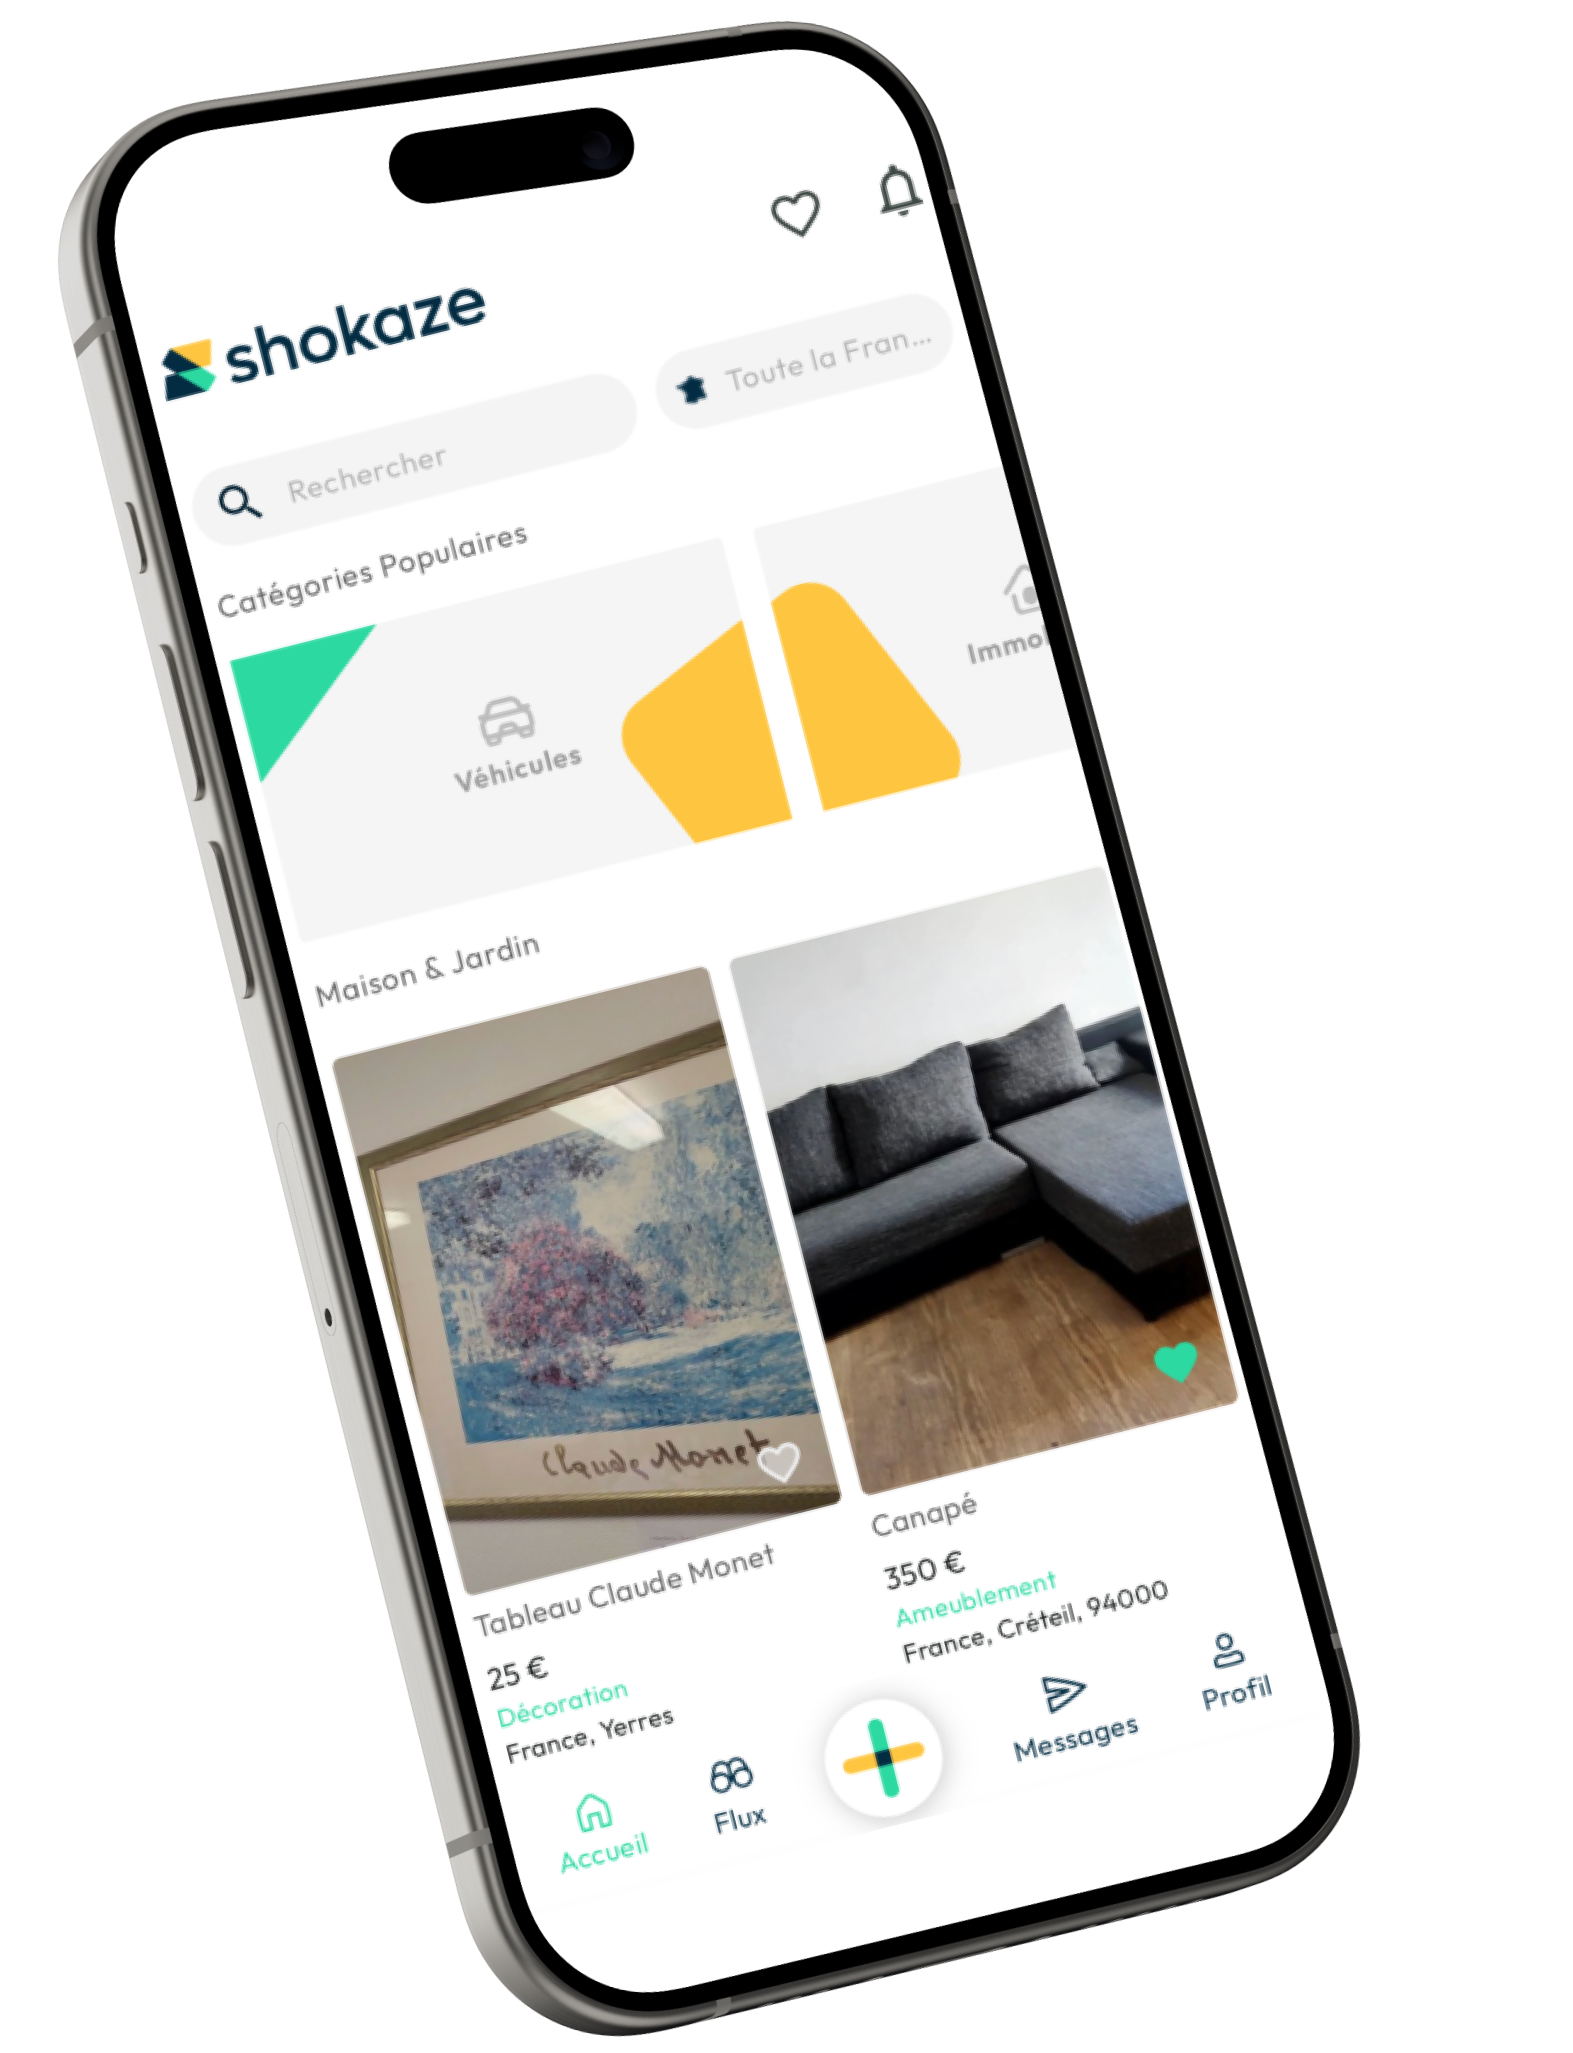 shokaze
Rechercher
Toute la Fran...
Catégories Populaires
Véhicules
Immol
Maison & Jardin
Claude Monet
Tableau Claude Monet
25 €
Décoration
France, Yerres
Canapé
350 €
Ameublement
France, Créteil, 94000
Accueil
Flux
Messages
Profil